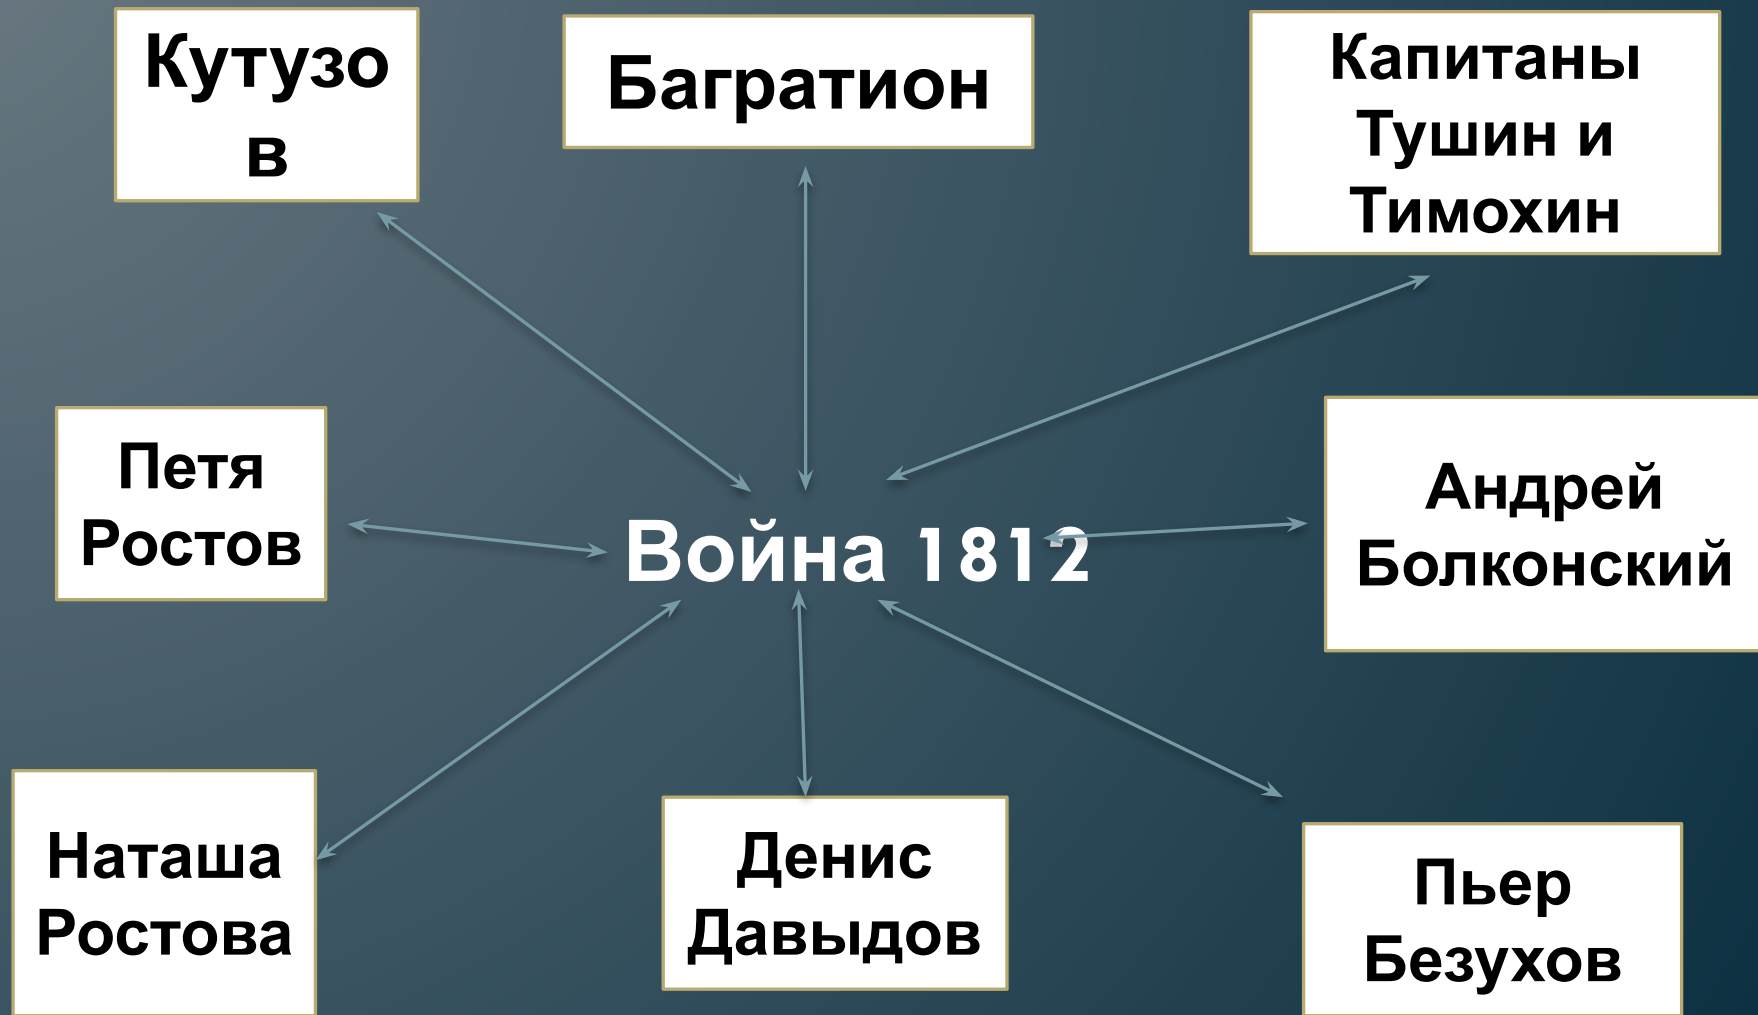 Кутузо
в
Багратион
Капитаны
Тушин и
Тимохин
Петя
Ростов
Война 1812
Андрей
Болконский
Наташа
Ростова
Денис
Давыдов
Пьер
Безухов